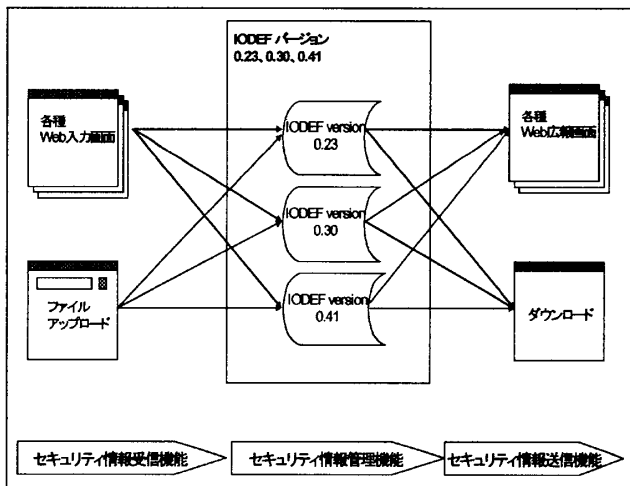 IODEF バージョン
0.23、0.30、0.41
各種
Web入力画面
IODEF version
0.23
各種
Web広報画面
IODEF version
0.30
ファイル
アップロード
IODEF version
0.41
ダウンロード
セキュリティ情報受信機能
セキュリティ情報管理機能
セキュリティ情報送信機能